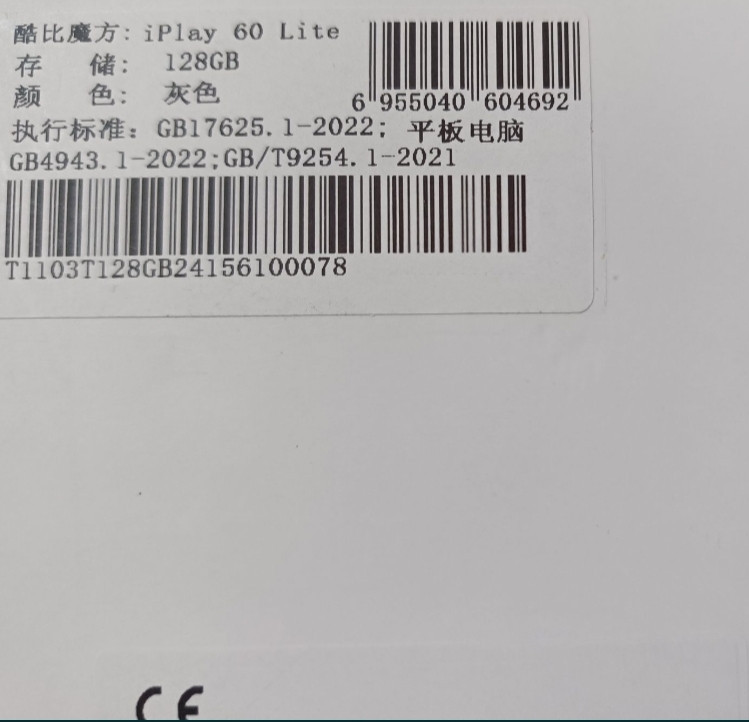 酷比魔方: iPlay 60 Lite
存 储: 128GB
颜 色: 灰色
6 955040 604692
执行标准: GB17625.1-2022; 平板电脑
GB4943.1-2022;GB/T9254.1-2021
T1103T128GB24156100078
CE